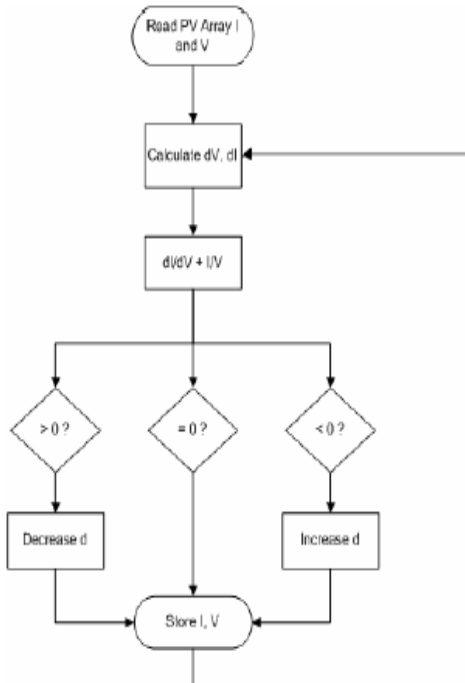 Read PV Array I
and V
Calculate dV, dI
dI/dV + I/V
> 0 ?
= 0 ?
< 0 ?
Decrease d
Increase d
Store I, V